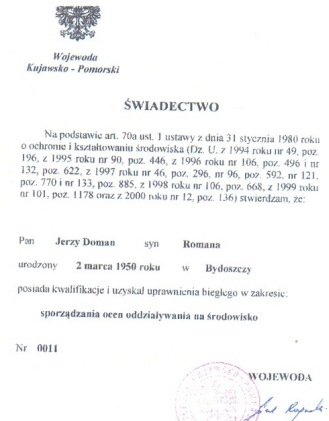 Wojewoda
Kujawsko - Pomorski
ŚWIADECTWO
Na podstawie art. 70a ust. 1 ustawy z dnia 31 stycznia 1980 roku
o ochronie i kształtowaniu środowiska (Dz. U. z 1994 roku nr 49, poz.
196, z 1995 roku nr 90, poz. 446, z 1996 roku nr 106, poz. 496 i nr
132, poz. 622, z 1997 roku nr 46, poz. 296, nr 96, poz. 592, nr 121,
poz. 770 i nr 133, poz. 885, z 1998 roku nr 106, poz. 668, z 1999 roku
nr 101, poz. 1178 oraz z 2000 roku nr 12, poz. 136) stwierdzam, że:
Pan Jerzy Doman syn Romana
urodzony 2 marca 1950 roku w Bydoszczy
posiada kwalifikacje i uzyskał uprawnienia biegłego w zakresie:
sporządzania ocen oddziaływania na środowisko
Nr 0011
WOJEWODA